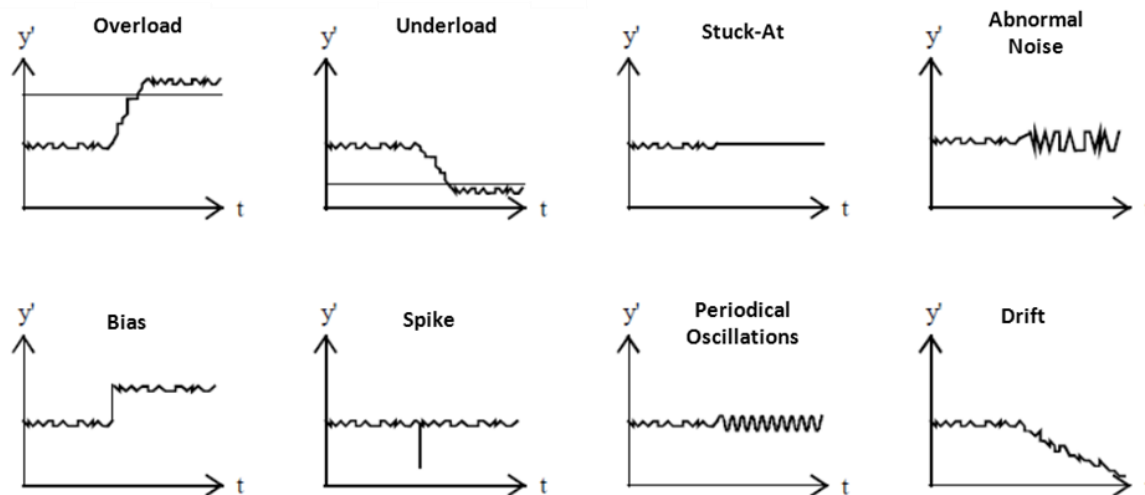 Overload
Underload
Stuck-At
Abnormal
Noise
y'
y'
y'
y'
t
t
t
Bias
Spike
Periodical
Oscillations
Drift
y'
y'
y'
y'
t
t
t